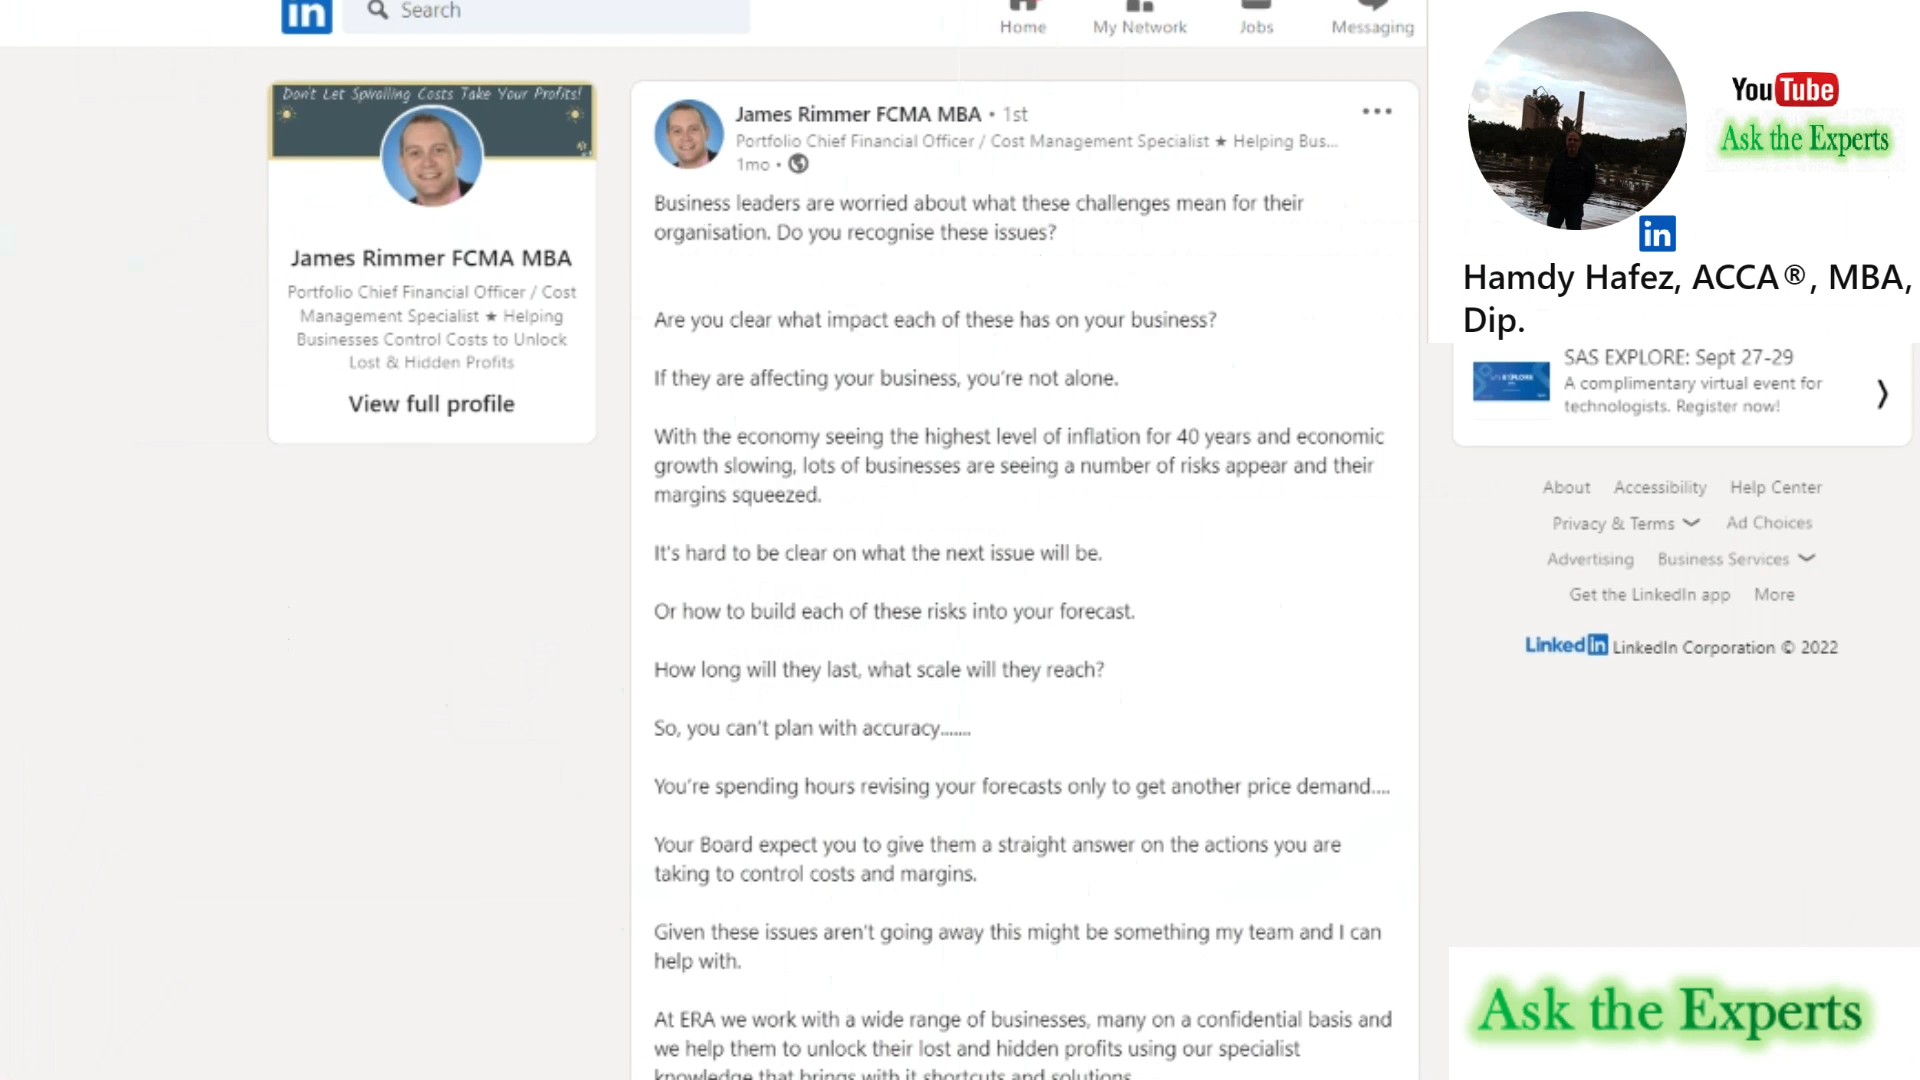 in
Search
Home
My Network
Jobs
Messaging
Don't Let Spiralling Costs Take Your Profits!
James Rimmer FCMA MBA
Portfolio Chief Financial Officer / Cost
Management Specialist ★ Helping
Businesses Control Costs to Unlock
Lost & Hidden Profits
View full profile
James Rimmer FCMA MBA • 1st
Portfolio Chief Financial Officer / Cost Management Specialist ★ Helping Bus...
1mo •
Business leaders are worried about what these challenges mean for their
organisation. Do you recognise these issues?
Are you clear what impact each of these has on your business?
If they are affecting your business, you're not alone.
With the economy seeing the highest level of inflation for 40 years and economic
growth slowing, lots of businesses are seeing a number of risks appear and their
margins squeezed.
It's hard to be clear on what the next issue will be.
Or how to build each of these risks into your forecast.
How long will they last, what scale will they reach?
So, you can't plan with accuracy.......
You're spending hours revising your forecasts only to get another price demand....
Your Board expect you to give them a straight answer on the actions you are
taking to control costs and margins.
Given these issues aren't going away this might be something my team and I can
help with.
At ERA we work with a wide range of businesses, many on a confidential basis and
we help them to unlock their lost and hidden profits using our specialist
knowledge that brings with it shortcuts and solutions
YouTube
Ask the Experts
in
Hamdy Hafez, ACCA®, MBA,
Dip.
SAS EXPLORE: Sept 27-29
A complimentary virtual event for
technologists. Register now!
About Accessibility Help Center
Privacy & Terms Ad Choices
Advertising Business Services
Get the LinkedIn app More
LinkedIn LinkedIn Corporation © 2022
Ask the Experts